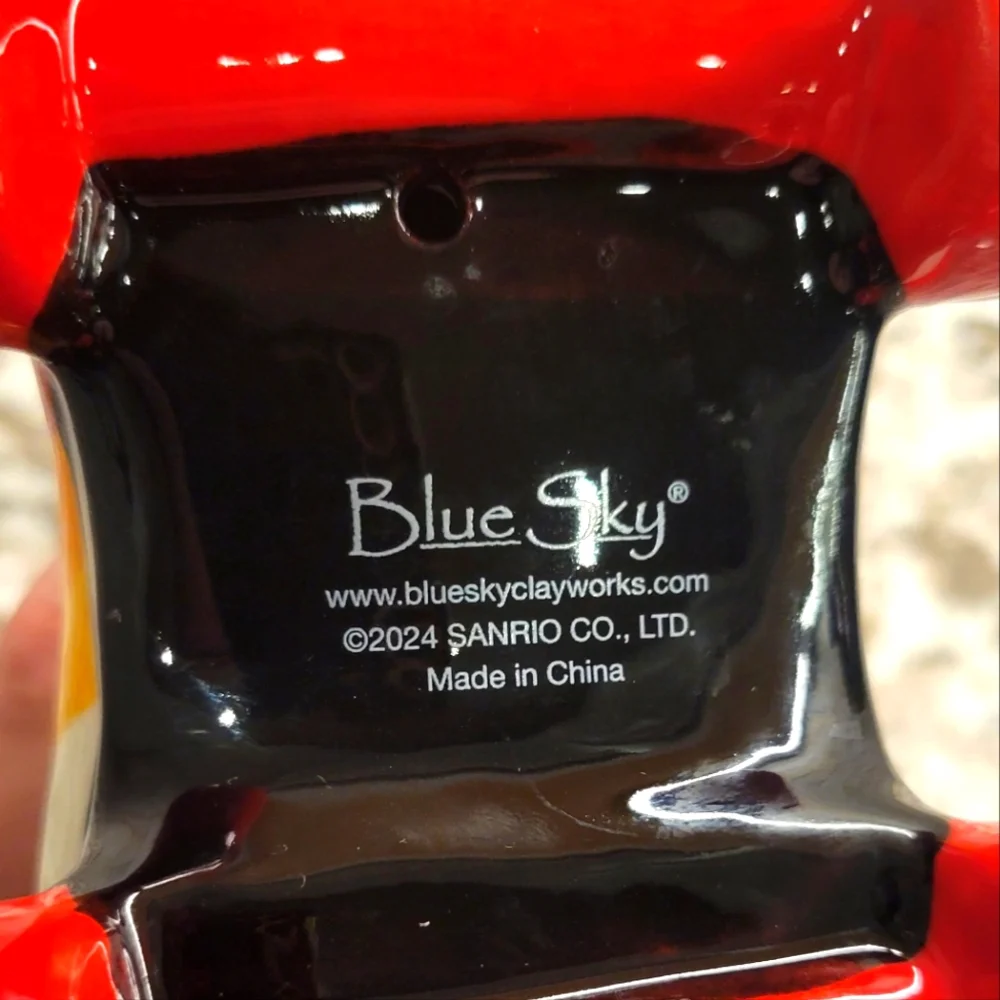 Blue Sky®
www.blueskyclayworks.com
©2024 SANRIO CO., LTD.
Made in China